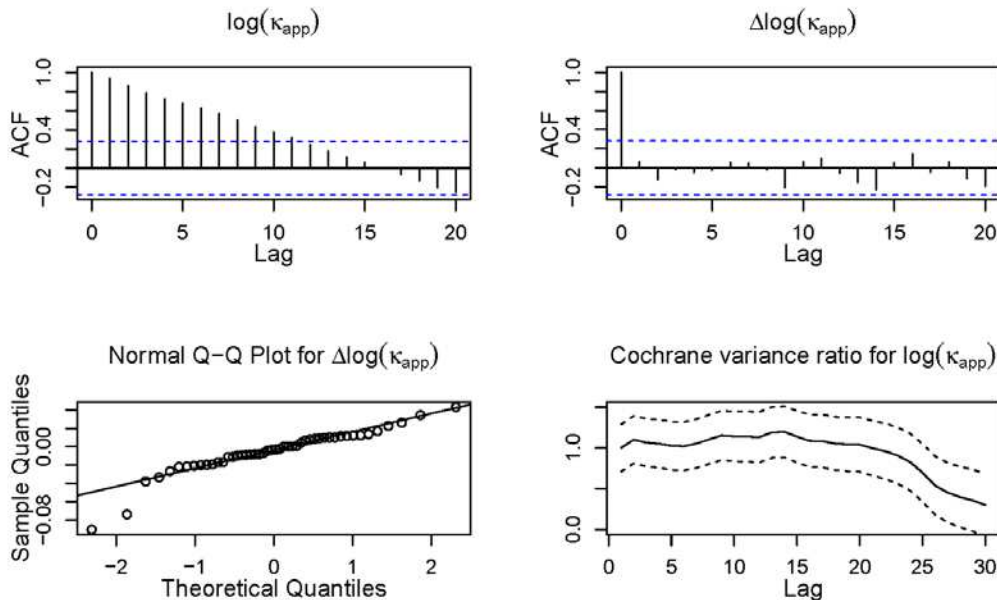 log(κapp)
Δlog(κapp)
ACF
1.0
0.4
−0.2
0 5 10 15 20
Lag
ACF
1.0
0.4
−0.2
0 5 10 15 20
Lag
Normal Q−Q Plot for Δlog(κapp)
Cochrane variance ratio for log(κapp)
Sample Quantiles
0.00
−0.08
−2 −1 0 1 2
Theoretical Quantiles
1.0
0.0
0 5 10 15 20 25 30
Lag